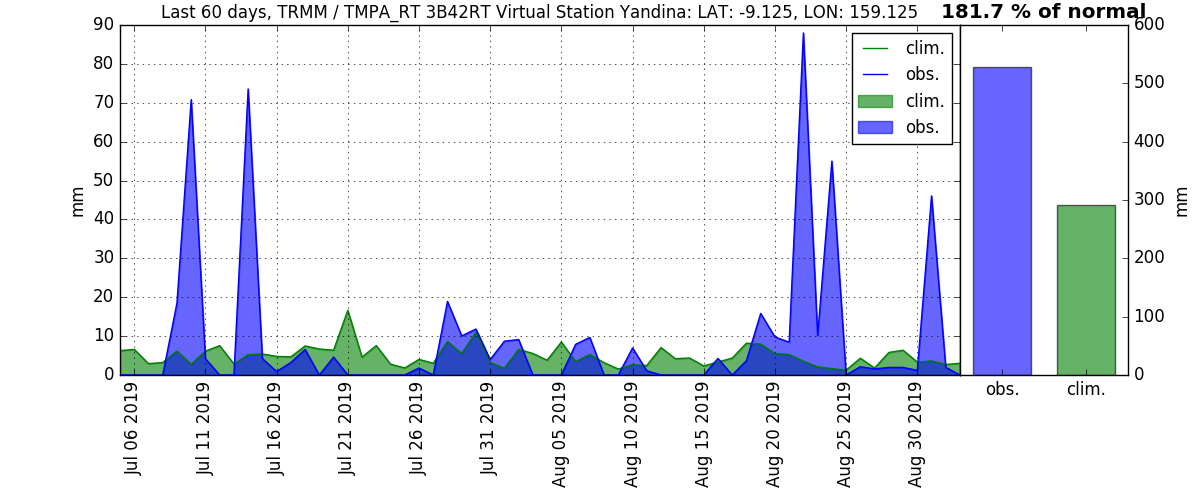 Last 60 days, TRMM / TMPA_RT 3B42RT Virtual Station Yandina: LAT: -9.125, LON: 159.125
181.7 % of normal
90
80
70
60
50
40
30
20
10
0
mm
clim.
obs.
clim.
obs.
600
500
400
300
200
100
0
mm
Jul 06 2019
Jul 11 2019
Jul 16 2019
Jul 21 2019
Jul 26 2019
Jul 31 2019
Aug 05 2019
Aug 10 2019
Aug 15 2019
Aug 20 2019
Aug 25 2019
Aug 30 2019
obs.
clim.